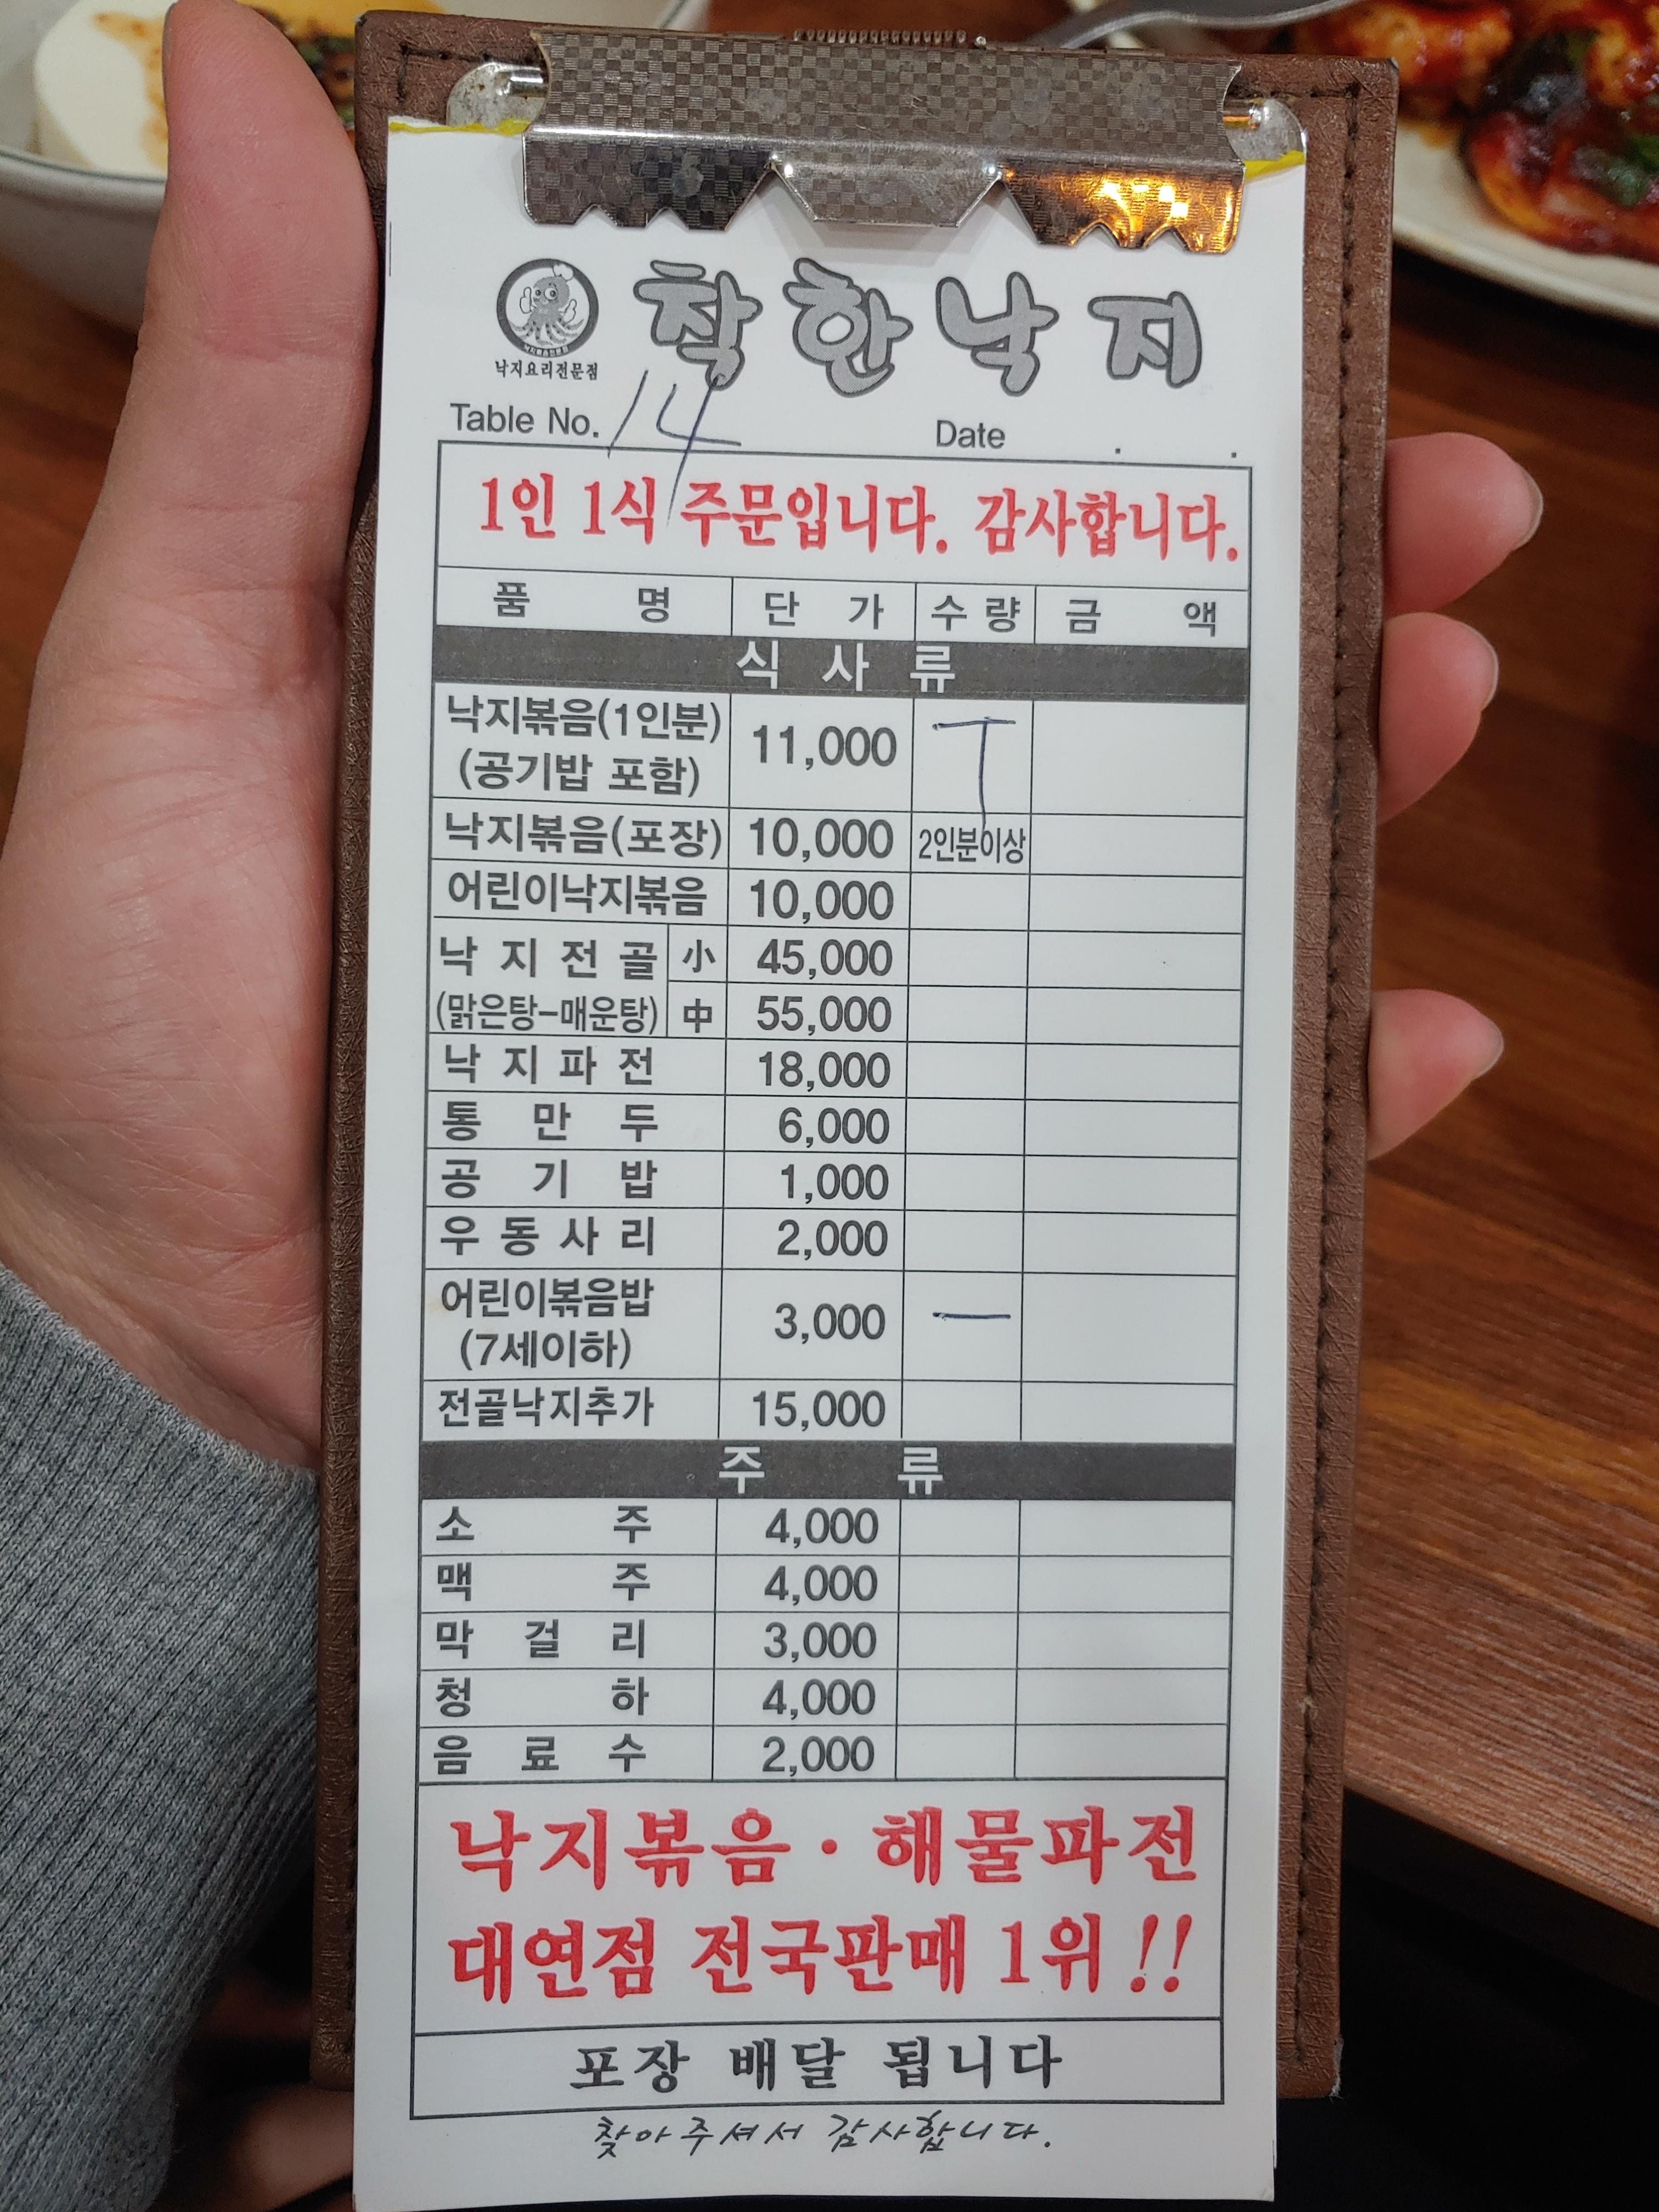 착한낙지
낙지요리전문점
Table No. 14 Date . .
1인 1식 주문입니다. 감사합니다.
품명 단가 수량 금액
식사류
낙지볶음(1인분)
(공기밥 포함) 11,000
낙지볶음(포장) 10,000 2인분이상
어린이낙지볶음 10,000
낙지전골 小 45,000
(맑은탕-매운탕) 中 55,000
낙지파전 18,000
통만두 6,000
공기밥 1,000
우동사리 2,000
어린이볶음밥
(7세이하) 3,000 一
전골낙지추가 15,000
주류
소주 4,000
맥주 4,000
막걸리 3,000
청하 4,000
음료수 2,000
낙지볶음·해물파전
대연점 전국판매 1위!!
포장 배달 됩니다
찾아주셔서 감사합니다.